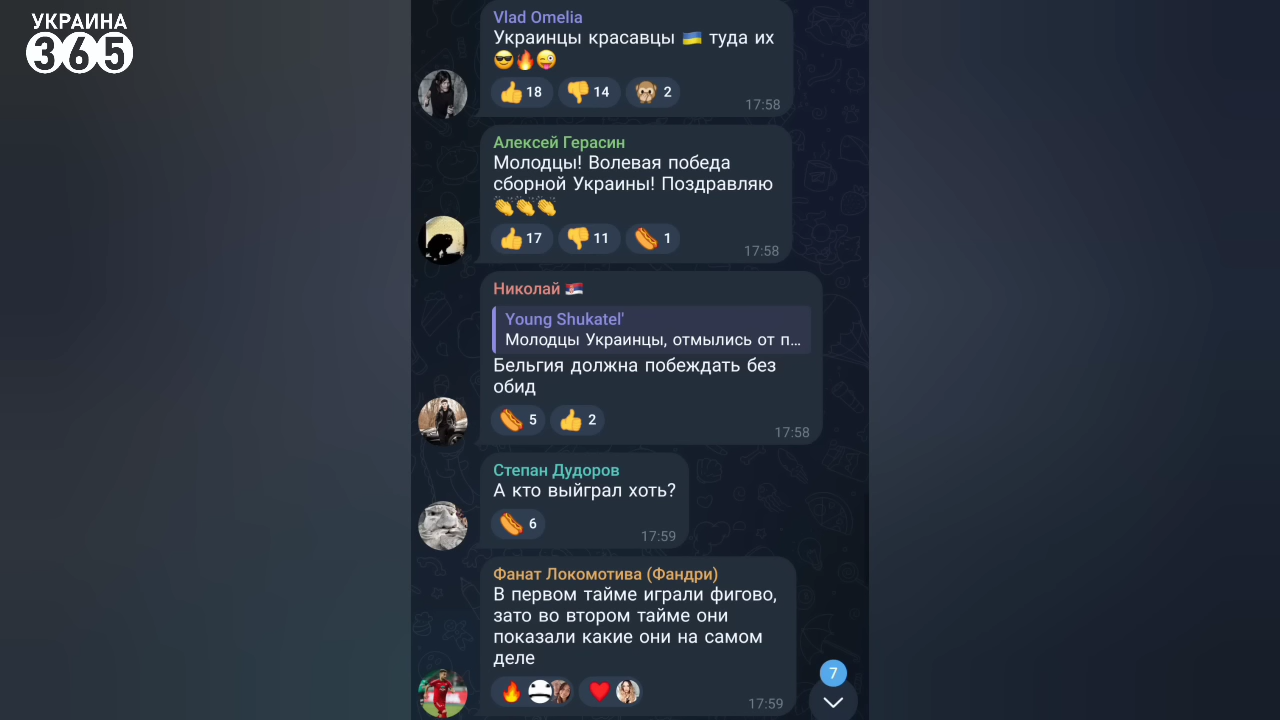 УКРАИНА
365
Vlad Omelia
Украинцы красавцы 🇺🇦 туда их
😎🔥😜
👍 18 👎 14 🙊 2
17:58
Алексей Герасин
Молодцы! Волевая победа
сборной Украины! Поздравляю
👏👏👏
👍 17 👎 11 🌭 1
17:58
Николай 🇷🇸
Young Shukatel'
Молодцы Украинцы, отмылись от п...
Бельгия должна побеждать без
обид
🌭 5 👍 2
17:58
Степан Дудоров
А кто выйграл хоть?
🌭 6
17:59
Фанат Локомотива (Фандри)
В первом тайме играли фигово,
зато во втором тайме они
показали какие они на самом
деле
🔥 ❤️
17:59
7